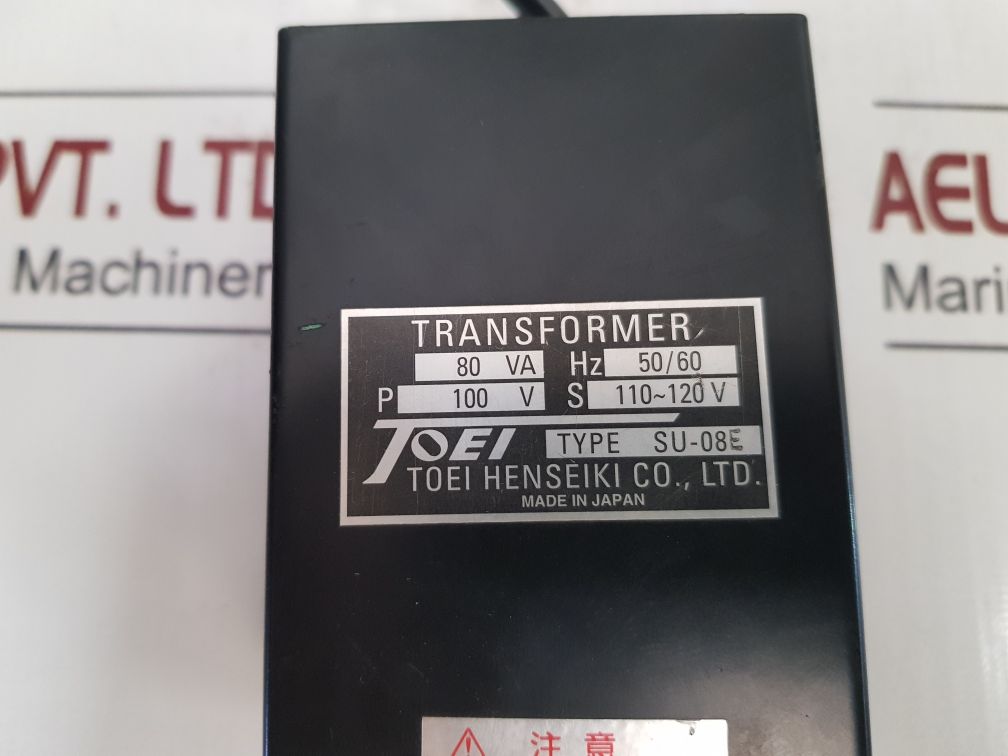 PVT. LTD
Machiner
AEL
Mari
TRANSFORMER
80 VA Hz 50/60
P 100 V S 110~120 V
TOEI TYPE SU-08E
TOEI HENSEIKI CO., LTD.
MADE IN JAPAN
注意